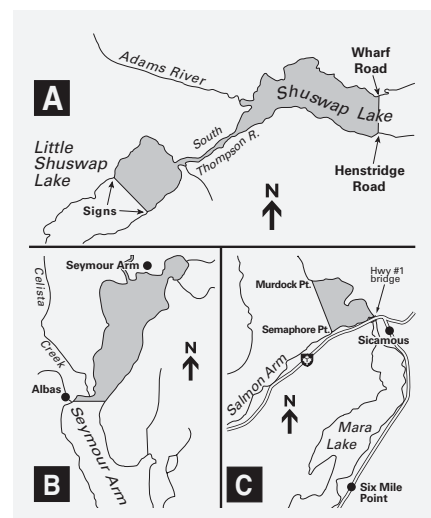 Adams River
Wharf
Road
A
Shuswap Lake
South
Thompson R.
Little
Shuswap
Lake
Henstridge
Road
Signs
N
Seymour Arm
Celista
Creek
N
Albas
Seymour Arm
B
Hwy #1
bridge
Murdock Pt.
Semaphore Pt.
Sicamous
Salmon Arm
N
Mara
Lake
C
Six Mile
Point